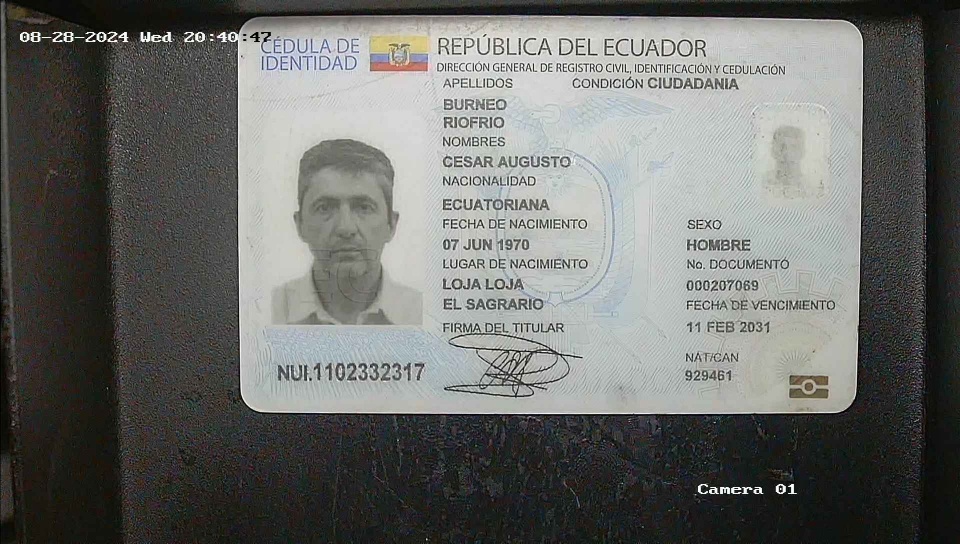 08-28-2024 Wed 20:40:47
CÉDULA DE
IDENTIDAD
REPÚBLICA DEL ECUADOR
DIRECCIÓN GENERAL DE REGISTRO CIVIL, IDENTIFICACIÓN Y CEDULACIÓN
APELLIDOS
CONDICIÓN CIUDADANIA
BURNEO
RIOFRIO
NOMBRES
CESAR AUGUSTO
NACIONALIDAD
ECUATORIANA
FECHA DE NACIMIENTO
SEXO
07 JUN 1970
HOMBRE
LUGAR DE NACIMIENTO
No. DOCUMENTO
LOJA LOJA
000207069
EL SAGRARIO
FECHA DE VENCIMIENTO
FIRMA DEL TITULAR
11 FEB 2031
NAT/CAN
NUI.1102332317
929461
Camera 01